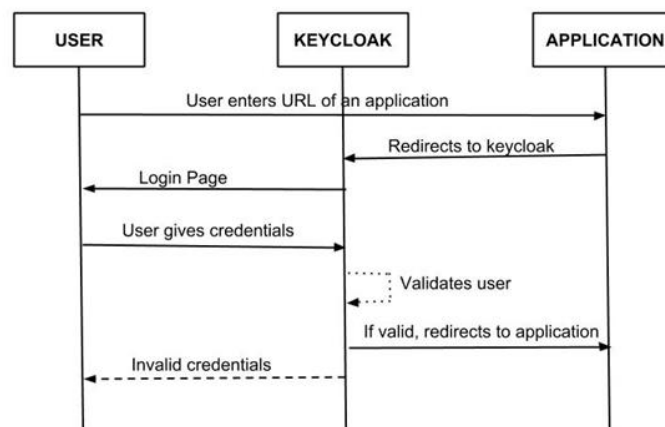 USER
KEYCLOAK
APPLICATION
User enters URL of an application
Redirects to keycloak
Login Page
User gives credentials
Validates user
If valid, redirects to application
Invalid credentials